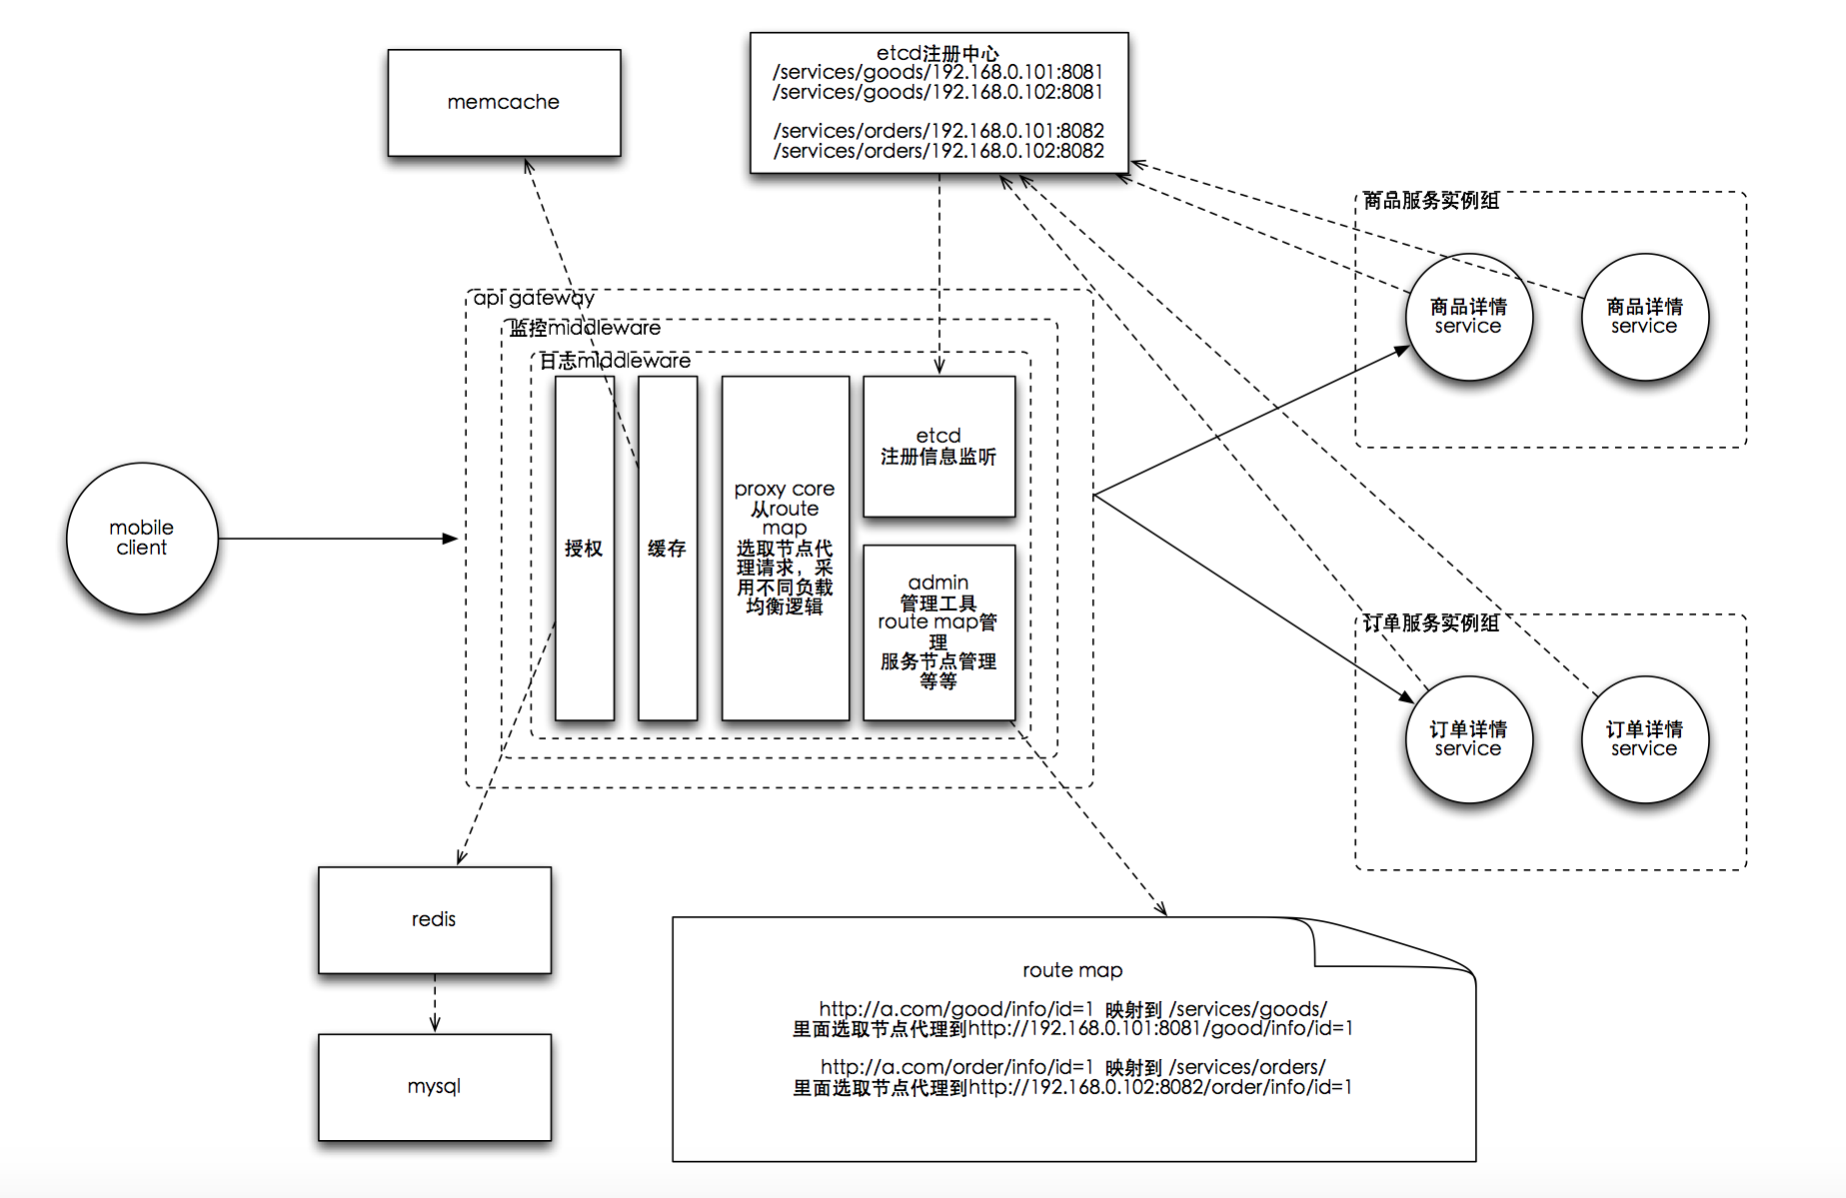 etcd注册中心
/services/goods/192.168.0.101:8081
/services/goods/192.168.0.102:8081
/services/orders/192.168.0.101:8082
/services/orders/192.168.0.102:8082
memcache
商品服务实例组
商品详情
service
商品详情
service
api gateway
监控middleware
日志middleware
mobile
client
授权
缓存
proxy core
从route
map
选取节点代
理请求，采
用不同负载
均衡逻辑
etcd
注册信息监听
admin
管理工具
route map管
理
服务节点管理
等等
订单服务实例组
订单详情
service
订单详情
service
redis
mysql
route map
http://a.com/good/info/id=1 映射到 /services/goods/
里面选取节点代理到http://192.168.0.101:8081/good/info/id=1
http://a.com/order/info/id=1 映射到 /services/orders/
里面选取节点代理到http://192.168.0.102:8082/order/info/id=1